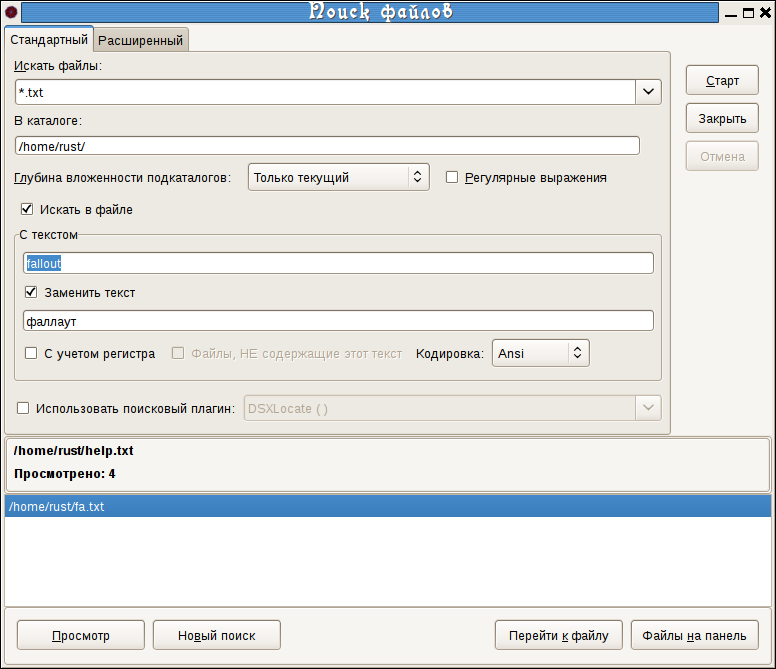 Поиск файлов
Стандартный Расширенный
Искать файлы:
*.txt
Старт
В каталоге:
Закрыть
/home/rust/
Отмена
Глубина вложенности подкаталогов: Только текущий Регулярные выражения
Искать в файле
С текстом
fallout
Заменить текст
фаллаут
С учетом регистра Файлы, НЕ содержащие этот текст Кодировка: Ansi
Использовать поисковый плагин: DSXLocate ( )
/home/rust/help.txt
Просмотрено: 4
/home/rust/fa.txt
Просмотр Новый поиск Перейти к файлу Файлы на панель